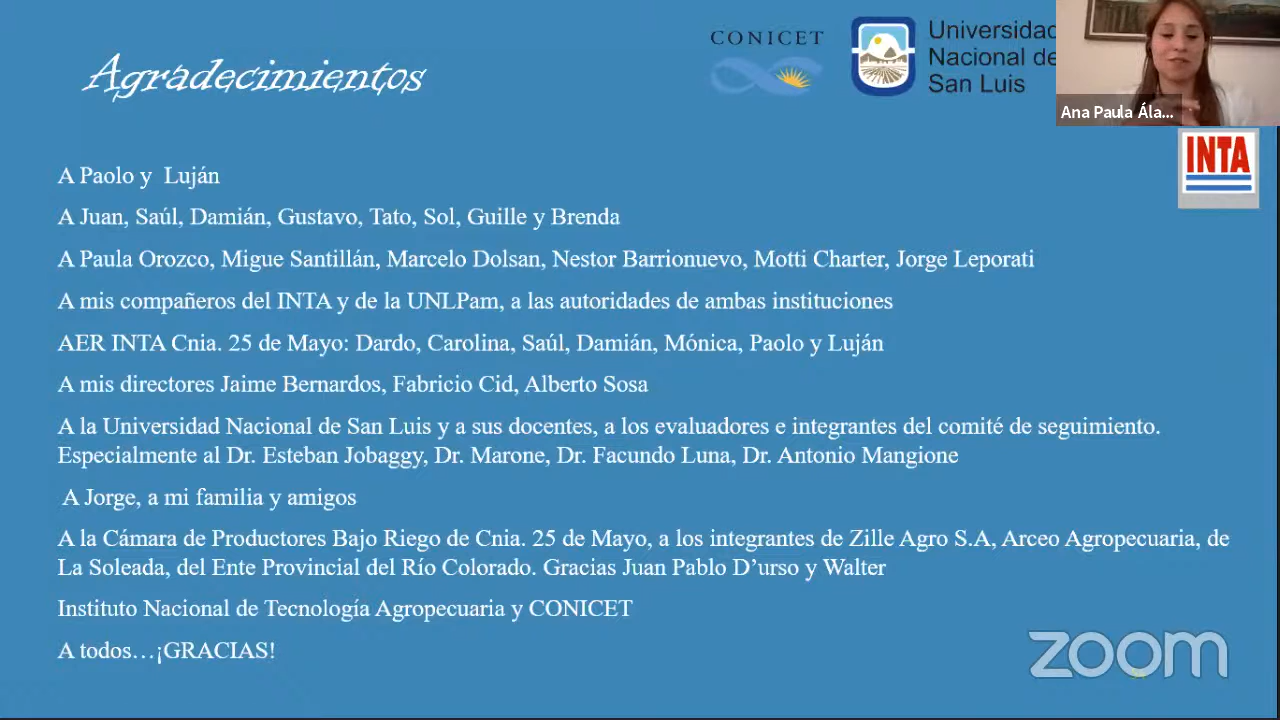 Agradecimientos
CONICET
Universidad
Nacional de
San Luis
Ana Paula Ála...
INTA
A Paolo y Luján
A Juan, Saúl, Damián, Gustavo, Tato, Sol, Guille y Brenda
A Paula Orozco, Migue Santillán, Marcelo Dolsan, Nestor Barrionuevo, Motti Charter, Jorge Leporati
A mis compañeros del INTA y de la UNLPam, a las autoridades de ambas instituciones
AER INTA Cnia. 25 de Mayo: Dardo, Carolina, Saúl, Damián, Mónica, Paolo y Luján
A mis directores Jaime Bernardos, Fabricio Cid, Alberto Sosa
A la Universidad Nacional de San Luis y a sus docentes, a los evaluadores e integrantes del comité de seguimiento.
Especialmente al Dr. Esteban Jobaggy, Dr. Marone, Dr. Facundo Luna, Dr. Antonio Mangione
A Jorge, a mi familia y amigos
A la Cámara de Productores Bajo Riego de Cnia. 25 de Mayo, a los integrantes de Zille Agro S.A, Arceo Agropecuaria, de
La Soleada, del Ente Provincial del Río Colorado. Gracias Juan Pablo D’urso y Walter
Instituto Nacional de Tecnología Agropecuaria y CONICET
A todos…¡GRACIAS!
zoom